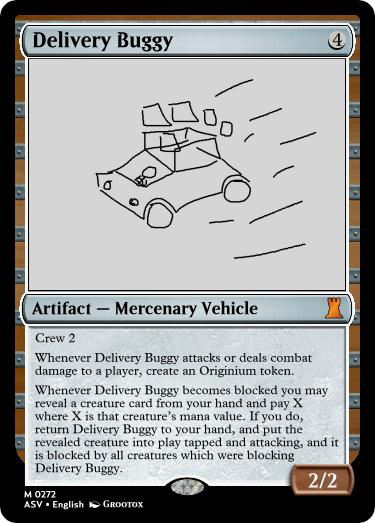 Delivery Buggy 4
Artifact — Mercenary Vehicle
Crew 2
Whenever Delivery Buggy attacks or deals combat
damage to a player, create an Originium token.
Whenever Delivery Buggy becomes blocked you may
reveal a creature card from your hand and pay X
where X is that creature's mana value. If you do,
return Delivery Buggy to your hand, and put the
revealed creature into play tapped and attacking, and it
is blocked by all creatures which were blocking
Delivery Buggy.
2/2
M 0272
ASV • English GROOTOX